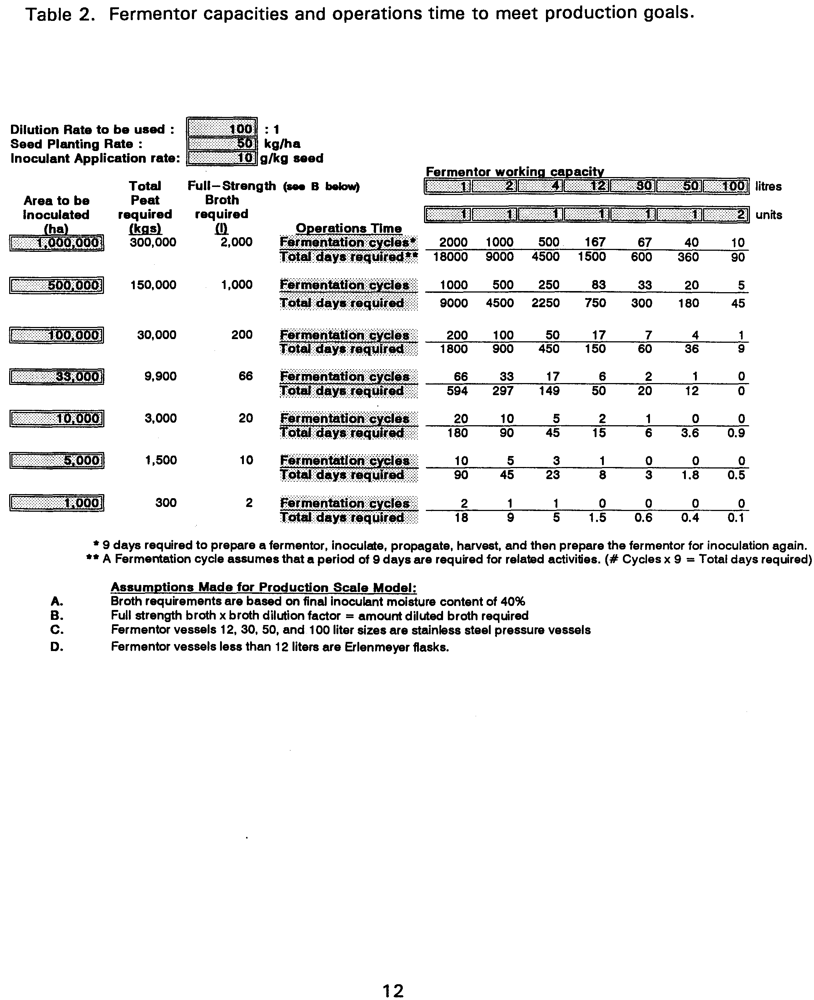 Table 2. Fermentor capacities and operations time to meet production goals.
Dilution Rate to be used : 100 : 1
Seed Planting Rate : 50 kg/ha
Inoculant Application rate: 10 g/kg seed
Fermentor working capacity
Total Full-Strength (see B below) 1 2 4 12 30 50 100 litres
Area to be Peat Broth
Inoculated required required 1 1 1 1 1 1 2 units
(ha) (kgs) (l) Operations Time
1,000,000 300,000 2,000 Fermentation cycles* 2000 1000 500 167 67 40 10
Total days required** 18000 9000 4500 1500 600 360 90
500,000 150,000 1,000 Fermentation cycles 1000 500 250 83 33 20 5
Total days required 9000 4500 2250 750 300 180 45
100,000 30,000 200 Fermentation cycles 200 100 50 17 7 4 1
Total days required 1800 900 450 150 60 36 9
33,000 9,900 66 Fermentation cycles 66 33 17 6 2 1 0
Total days required 594 297 149 50 20 12 0
10,000 3,000 20 Fermentation cycles 20 10 5 2 1 0 0
Total days required 180 90 45 15 6 3.6 0.9
5,000 1,500 10 Fermentation cycles 10 5 3 1 0 0 0
Total days required 90 45 23 8 3 1.8 0.5
1,000 300 2 Fermentation cycles 2 1 1 0 0 0 0
Total days required 18 9 5 1.5 0.6 0.4 0.1
* 9 days required to prepare a fermentor, inoculate, propagate, harvest, and then prepare the fermentor for inoculation again.
** A Fermentation cycle assumes that a period of 9 days are required for related activities. (# Cycles x 9 = Total days required)
Assumptions Made for Production Scale Model:
A. Broth requirements are based on final inoculant moisture content of 40%
B. Full strength broth x broth dilution factor = amount diluted broth required
C. Fermentor vessels 12, 30, 50, and 100 liter sizes are stainless steel pressure vessels
D. Fermentor vessels less than 12 liters are Erlenmeyer flasks.
12